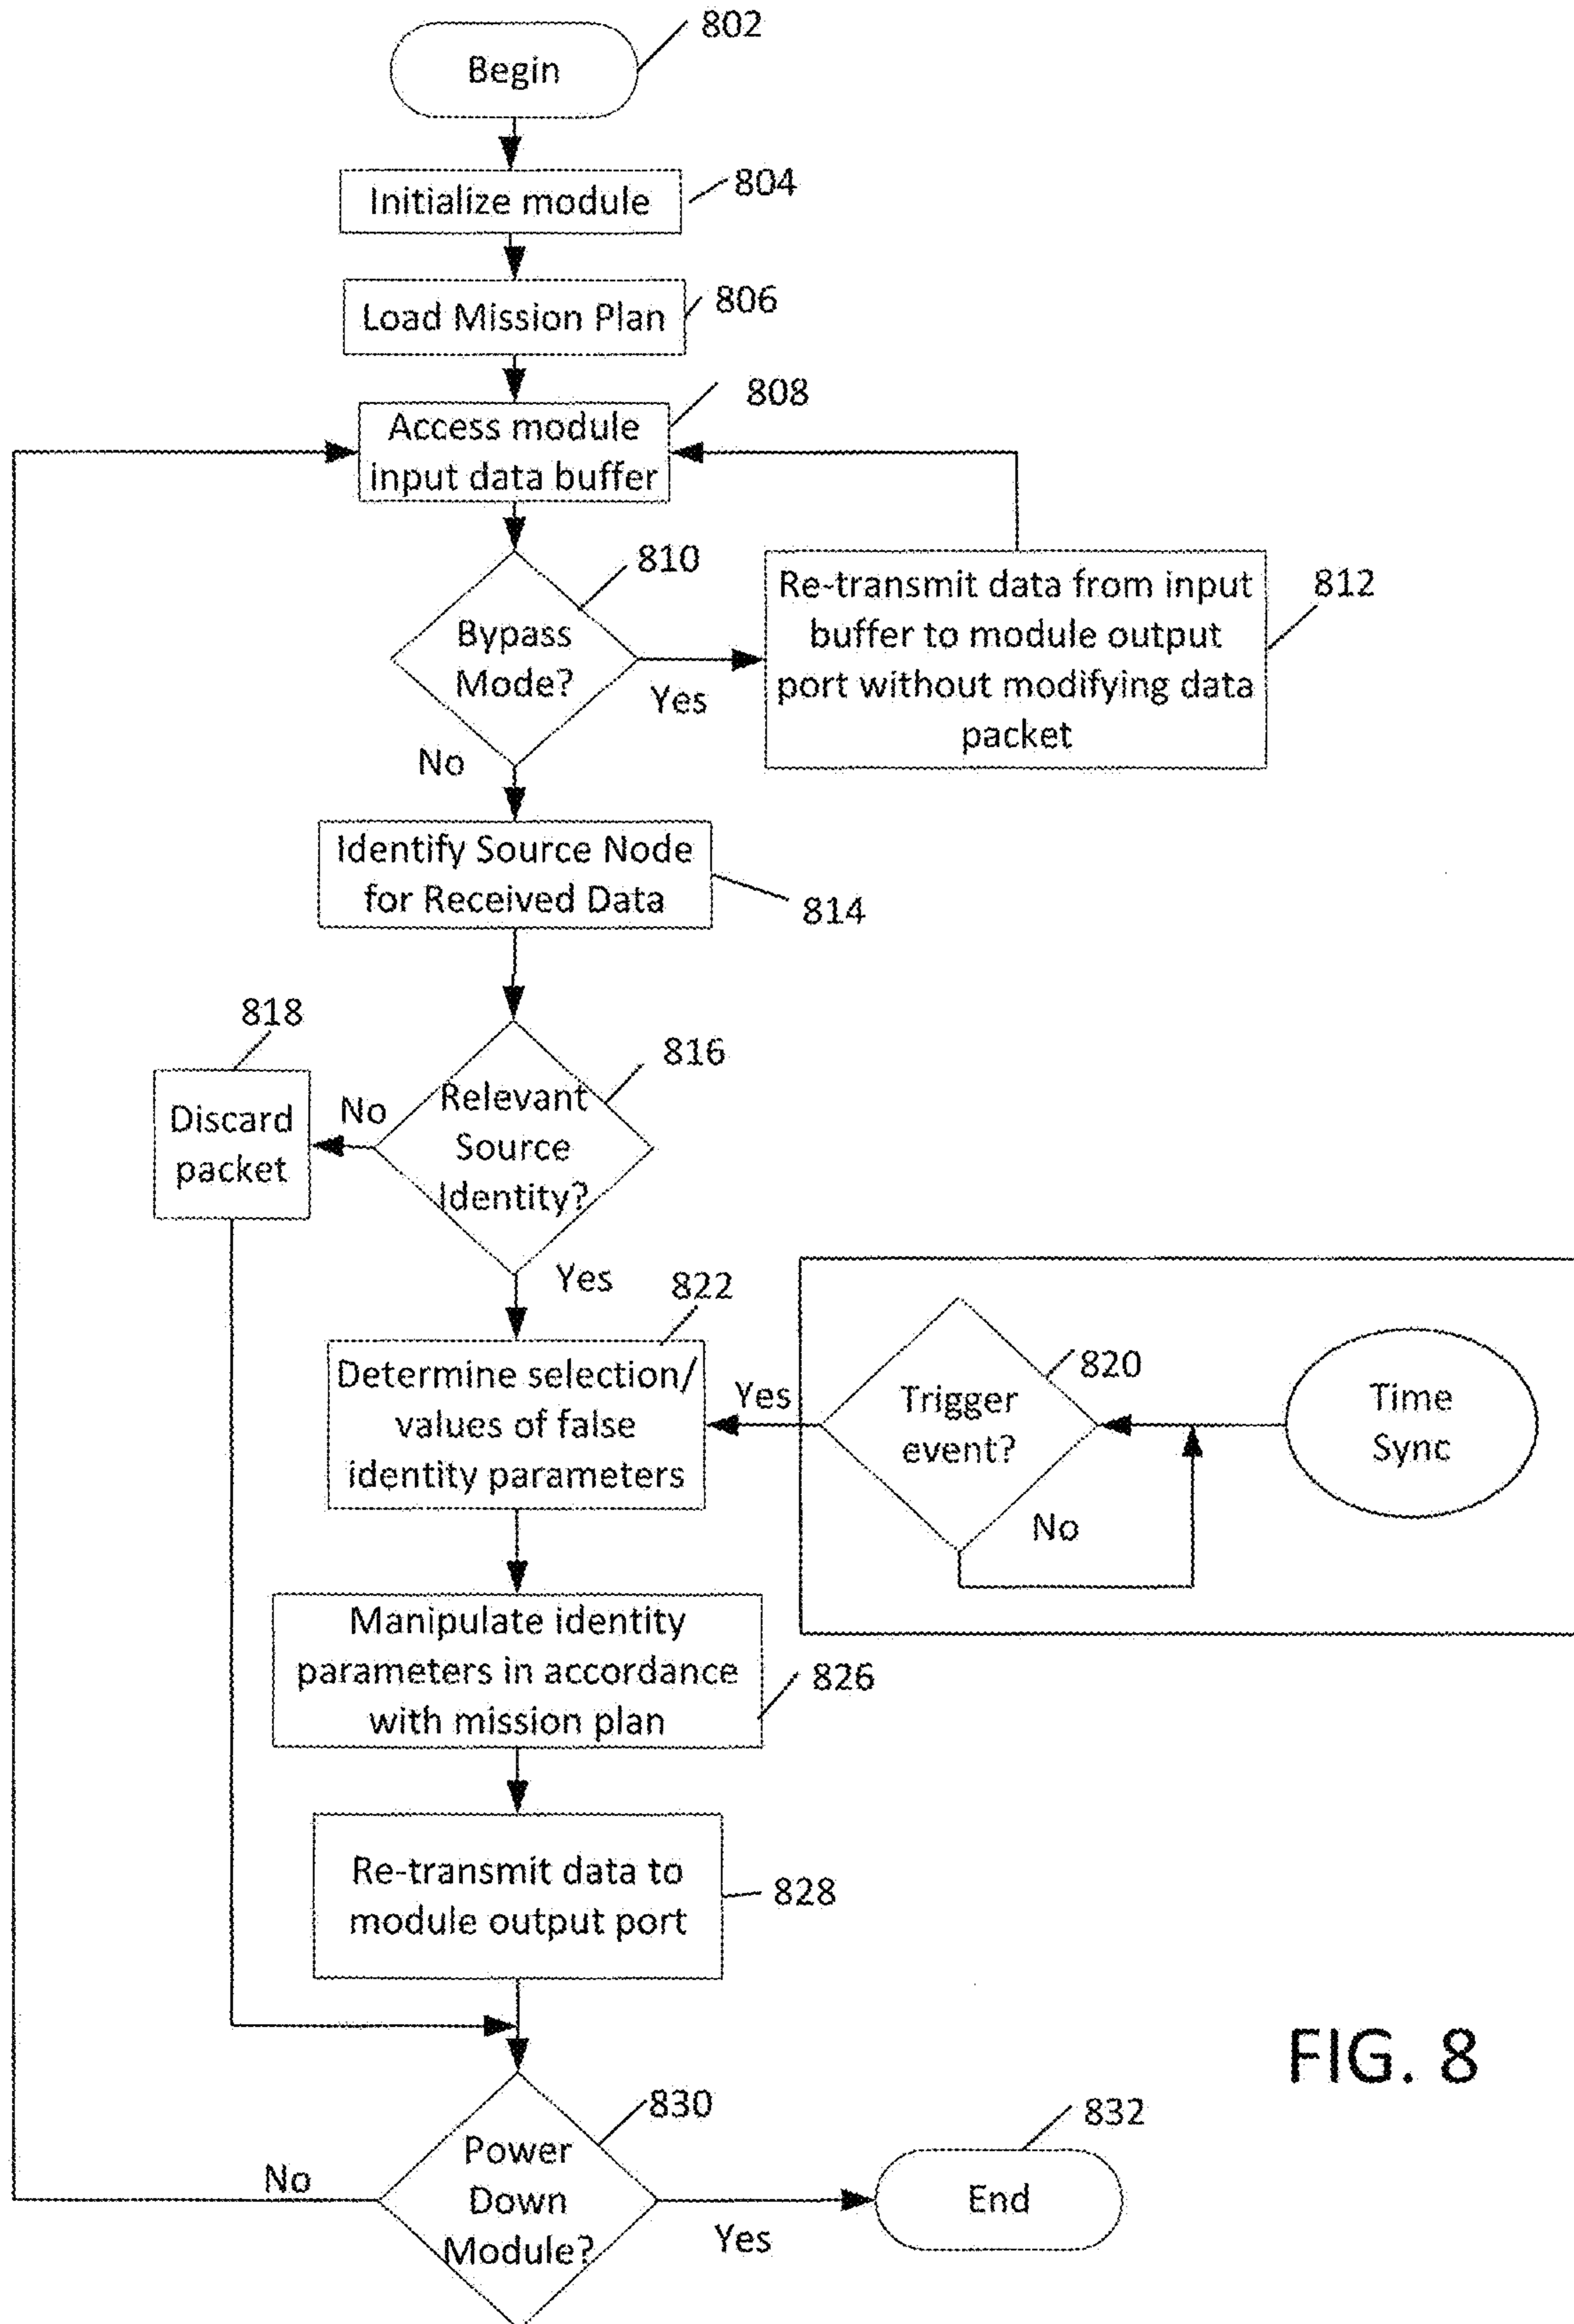 802
Begin
804
Initialize module
806
Load Mission Plan
808
Access module
input data buffer
810
Bypass
Mode?
Yes
No
Re-transmit data from input
buffer to module output
port without modifying data
packet
812
Identify Source Node
for Received Data
814
818
Discard
packet
No
816
Relevant
Source
Identity?
Yes
822
Determine selection/
values of false
identity parameters
Yes
820
Trigger
event?
No
Time
Sync
Manipulate identity
parameters in accordance
with mission plan
826
Re-transmit data to
module output port
828
830
Power
Down
Module?
No
Yes
832
End
FIG. 8